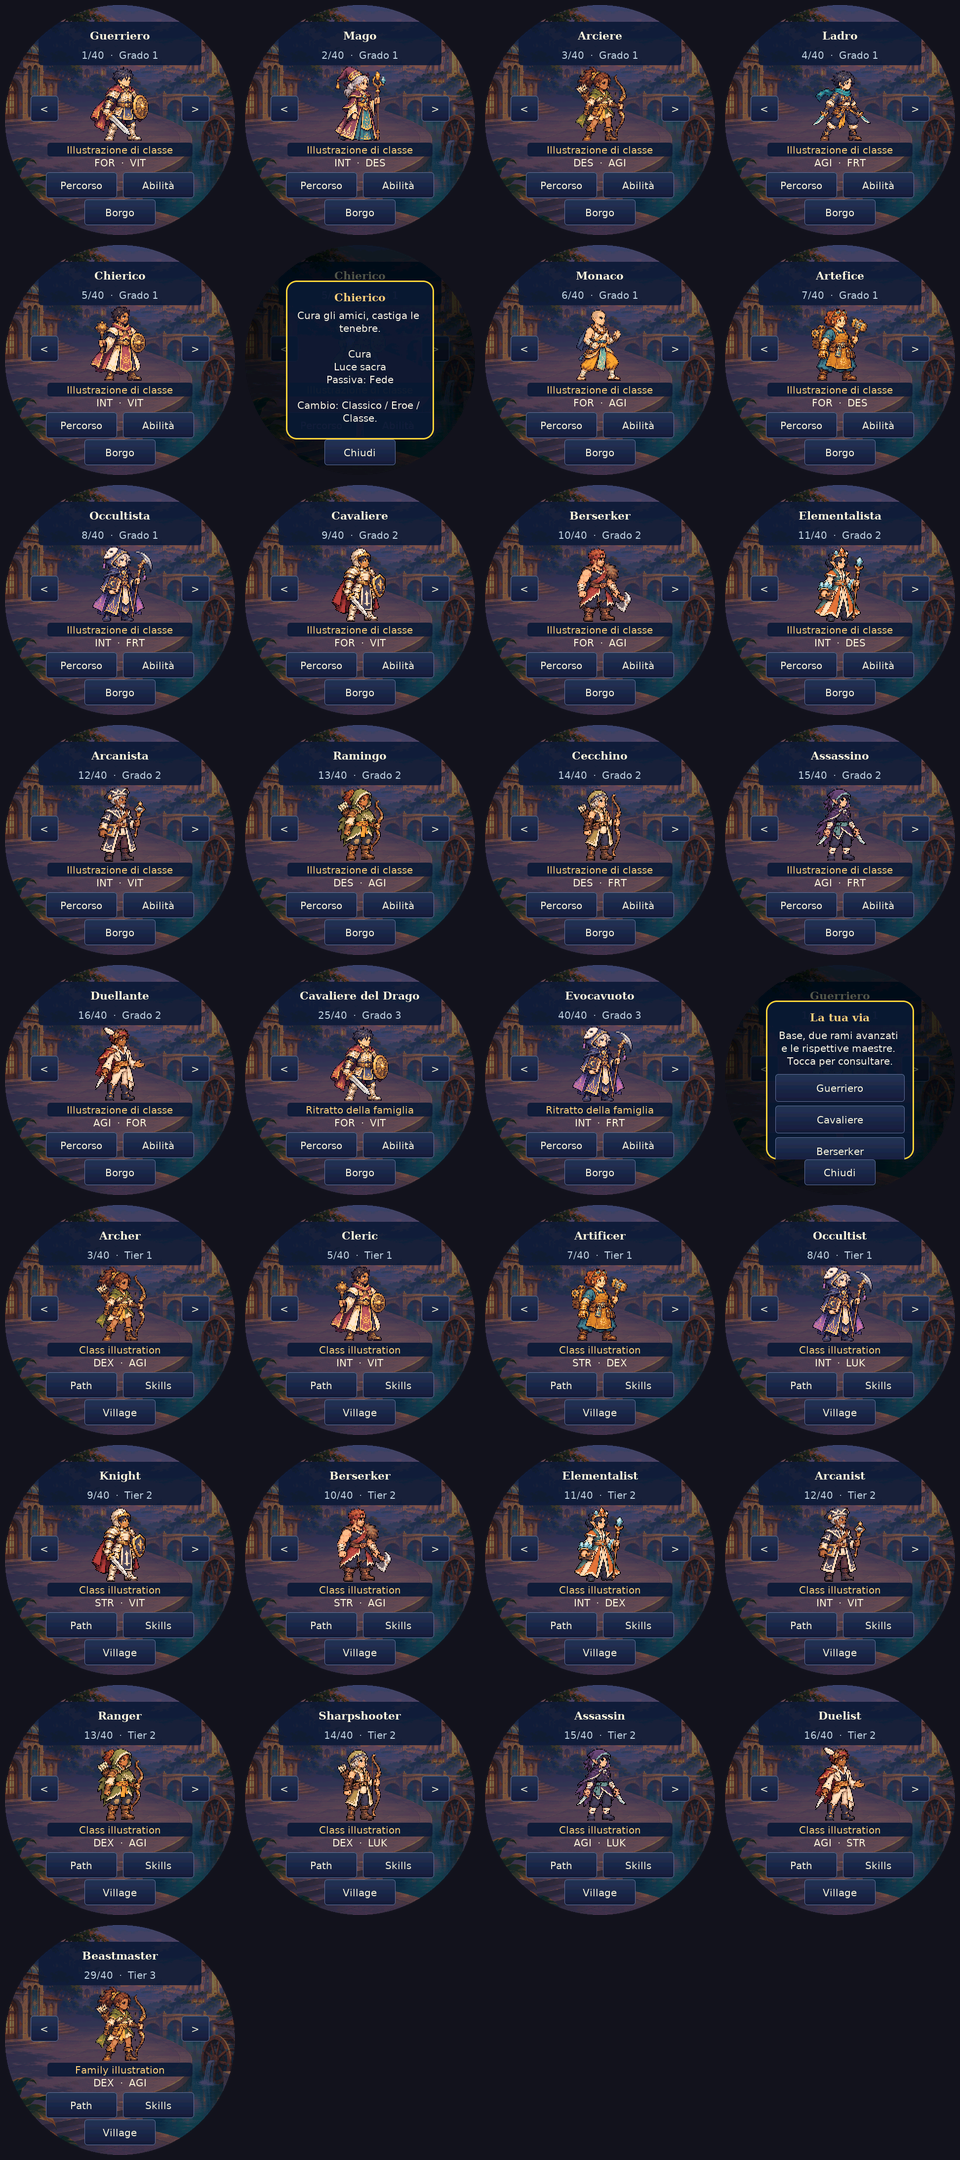 Guerriero
1/40 · Grado 1
<
>
Illustrazione di classe
FOR · VIT
Percorso
Abilità
Borgo
Mago
2/40 · Grado 1
<
>
Illustrazione di classe
INT · DES
Percorso
Abilità
Borgo
Arciere
3/40 · Grado 1
<
>
Illustrazione di classe
DES · AGI
Percorso
Abilità
Borgo
Ladro
4/40 · Grado 1
<
>
Illustrazione di classe
AGI · FRT
Percorso
Abilità
Borgo
Chierico
5/40 · Grado 1
<
>
Illustrazione di classe
INT · VIT
Percorso
Abilità
Borgo
Chierico
Chierico
Cura gli amici, castiga le
tenebre.
Cura
Luce sacra
Passiva: Fede
Cambio: Classico / Eroe /
Classe.
Chiudi
Monaco
6/40 · Grado 1
<
>
Illustrazione di classe
FOR · AGI
Percorso
Abilità
Borgo
Artefice
7/40 · Grado 1
<
>
Illustrazione di classe
FOR · DES
Percorso
Abilità
Borgo
Occultista
8/40 · Grado 1
<
>
Illustrazione di classe
INT · FRT
Percorso
Abilità
Borgo
Cavaliere
9/40 · Grado 2
<
>
Illustrazione di classe
FOR · VIT
Percorso
Abilità
Borgo
Berserker
10/40 · Grado 2
<
>
Illustrazione di classe
FOR · AGI
Percorso
Abilità
Borgo
Elementalista
11/40 · Grado 2
<
>
Illustrazione di classe
INT · DES
Percorso
Abilità
Borgo
Arcanista
12/40 · Grado 2
<
>
Illustrazione di classe
INT · VIT
Percorso
Abilità
Borgo
Ramingo
13/40 · Grado 2
<
>
Illustrazione di classe
DES · AGI
Percorso
Abilità
Borgo
Cecchino
14/40 · Grado 2
<
>
Illustrazione di classe
DES · FRT
Percorso
Abilità
Borgo
Assassino
15/40 · Grado 2
<
>
Illustrazione di classe
AGI · FRT
Percorso
Abilità
Borgo
Duellante
16/40 · Grado 2
<
>
Illustrazione di classe
AGI · FOR
Percorso
Abilità
Borgo
Cavaliere del Drago
25/40 · Grado 3
<
>
Ritratto della famiglia
FOR · VIT
Percorso
Abilità
Borgo
Evocavuoto
40/40 · Grado 3
<
>
Ritratto della famiglia
INT · FRT
Percorso
Abilità
Borgo
Guerriero
La tua via
Base, due rami avanzati
e le rispettive maestre.
Tocca per consultare.
Guerriero
Cavaliere
Berserker
Chiudi
Archer
3/40 · Tier 1
<
>
Class illustration
DEX · AGI
Path
Skills
Village
Cleric
5/40 · Tier 1
<
>
Class illustration
INT · VIT
Path
Skills
Village
Artificer
7/40 · Tier 1
<
>
Class illustration
STR · DEX
Path
Skills
Village
Occultist
8/40 · Tier 1
<
>
Class illustration
INT · LUK
Path
Skills
Village
Knight
9/40 · Tier 2
<
>
Class illustration
STR · VIT
Path
Skills
Village
Berserker
10/40 · Tier 2
<
>
Class illustration
STR · AGI
Path
Skills
Village
Elementalist
11/40 · Tier 2
<
>
Class illustration
INT · DEX
Path
Skills
Village
Arcanist
12/40 · Tier 2
<
>
Class illustration
INT · VIT
Path
Skills
Village
Ranger
13/40 · Tier 2
<
>
Class illustration
DEX · AGI
Path
Skills
Village
Sharpshooter
14/40 · Tier 2
<
>
Class illustration
DEX · LUK
Path
Skills
Village
Assassin
15/40 · Tier 2
<
>
Class illustration
AGI · LUK
Path
Skills
Village
Duelist
16/40 · Tier 2
<
>
Class illustration
AGI · STR
Path
Skills
Village
Beastmaster
29/40 · Tier 3
<
>
Family illustration
DEX · AGI
Path
Skills
Village